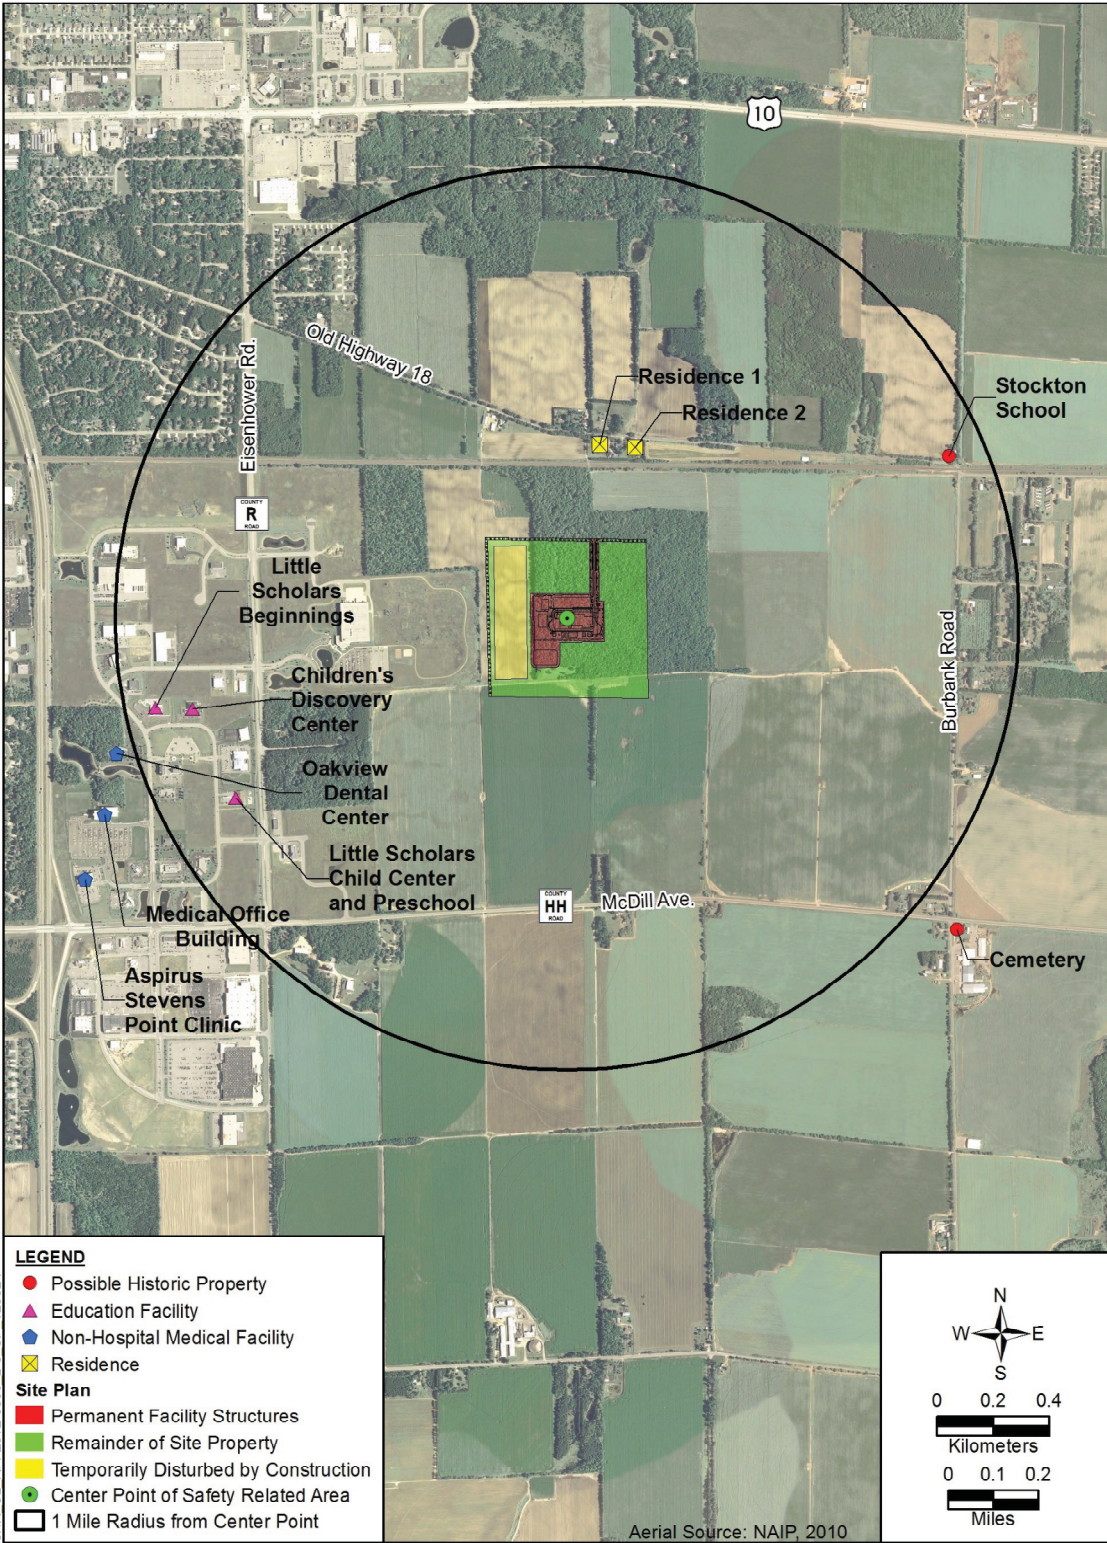 10
Old Highway 18
Eisenhower Rd.
Residence 1
Residence 2
Stockton
School
COUNTY
R
ROAD
Little
Scholars
Beginnings
Children's
Discovery
Center
Burbank Road
Oakview
Dental
Center
Little Scholars
Child Center
and Preschool
COUNTY
HH
ROAD
McDill Ave.
Medical Office
Building
Cemetery
Aspirus
Stevens
Point Clinic
LEGEND
Possible Historic Property
Education Facility
Non-Hospital Medical Facility
Residence
Site Plan
Permanent Facility Structures
Remainder of Site Property
Temporarily Disturbed by Construction
Center Point of Safety Related Area
1 Mile Radius from Center Point
Aerial Source: NAIP, 2010
N
W E
S
0 0.2 0.4
Kilometers
0 0.1 0.2
Miles